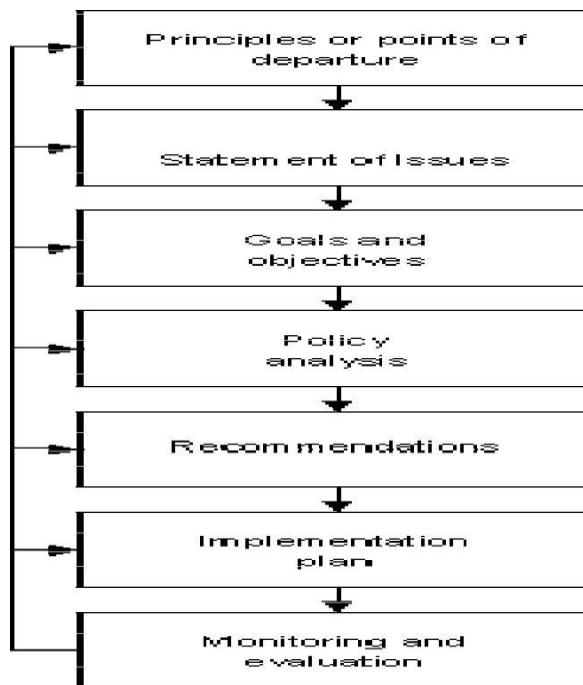 Principles or points of
departure
Statement of Issues
Goals and
objectives
Policy
analysis
Recommendations
Implementation
plan
Monitoring and
evaluation